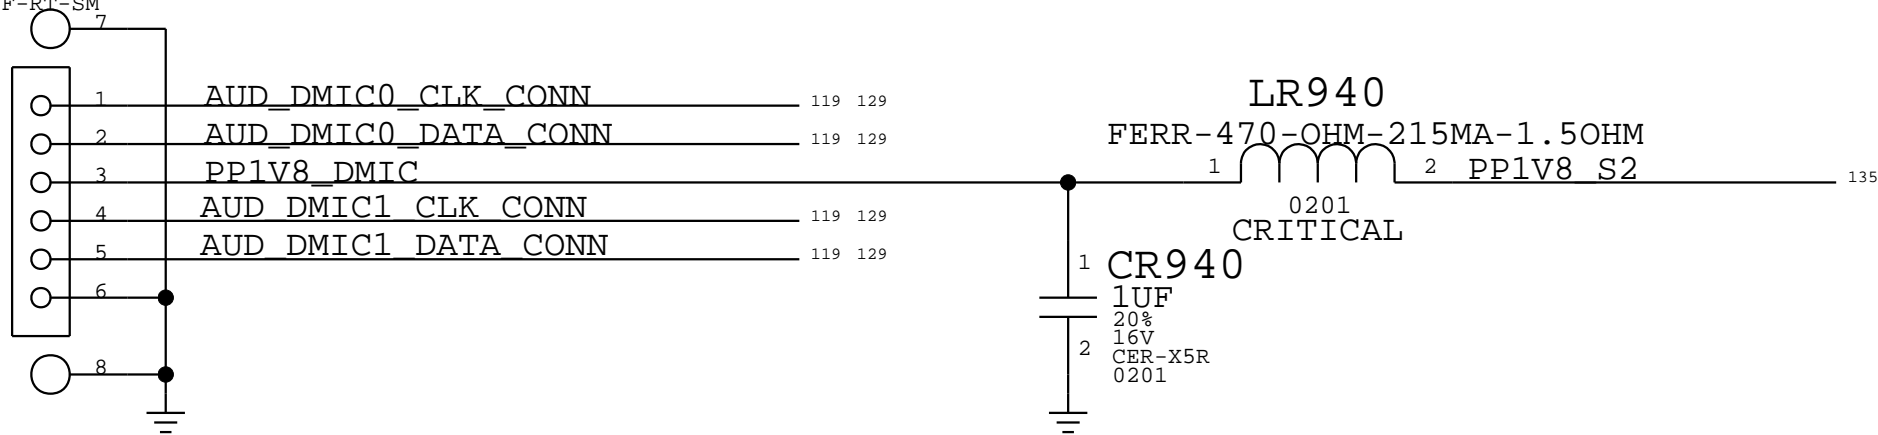 F-RT-SM
7
1 AUD_DMIC0_CLK_CONN 119 129
2 AUD_DMIC0_DATA_CONN 119 129
3 PP1V8_DMIC
4 AUD_DMIC1_CLK_CONN 119 129
5 AUD_DMIC1_DATA_CONN 119 129
6
8
LR940
FERR-470-OHM-215MA-1.5OHM
1 2 PP1V8_S2 135
0201
CRITICAL
1 CR940
1UF
20%
16V
2 CER-X5R
0201